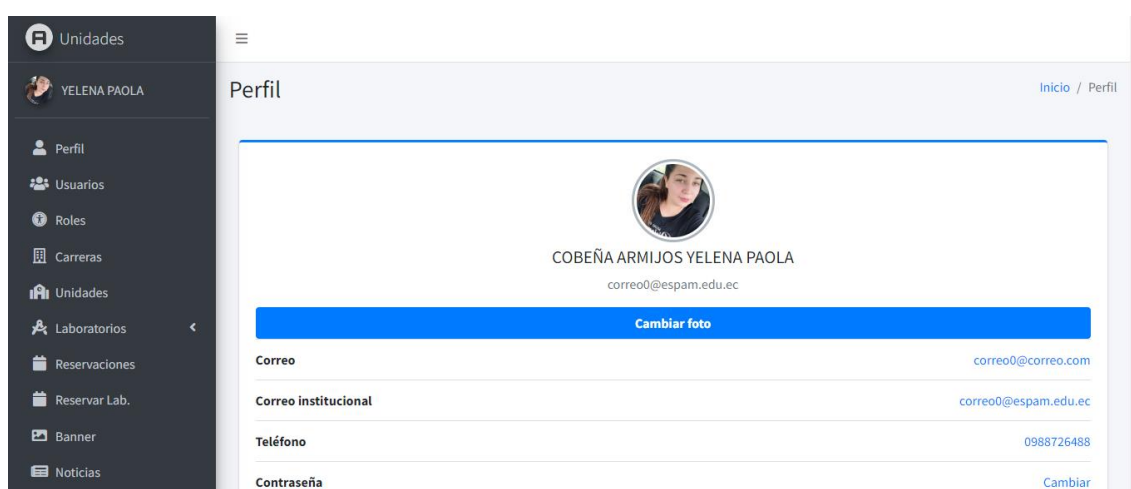 Unidades
YELENA PAOLA
Perfil
Usuarios
Roles
Carreras
Unidades
Laboratorios
Reservaciones
Reservar Lab.
Banner
Noticias
Perfil
Inicio / Perfil
COBEÑA ARMIJOS YELENA PAOLA
correo0@espam.edu.ec
Cambiar foto
Correo correo0@correo.com
Correo institucional correo0@espam.edu.ec
Teléfono 0988726488
Contraseña Cambiar